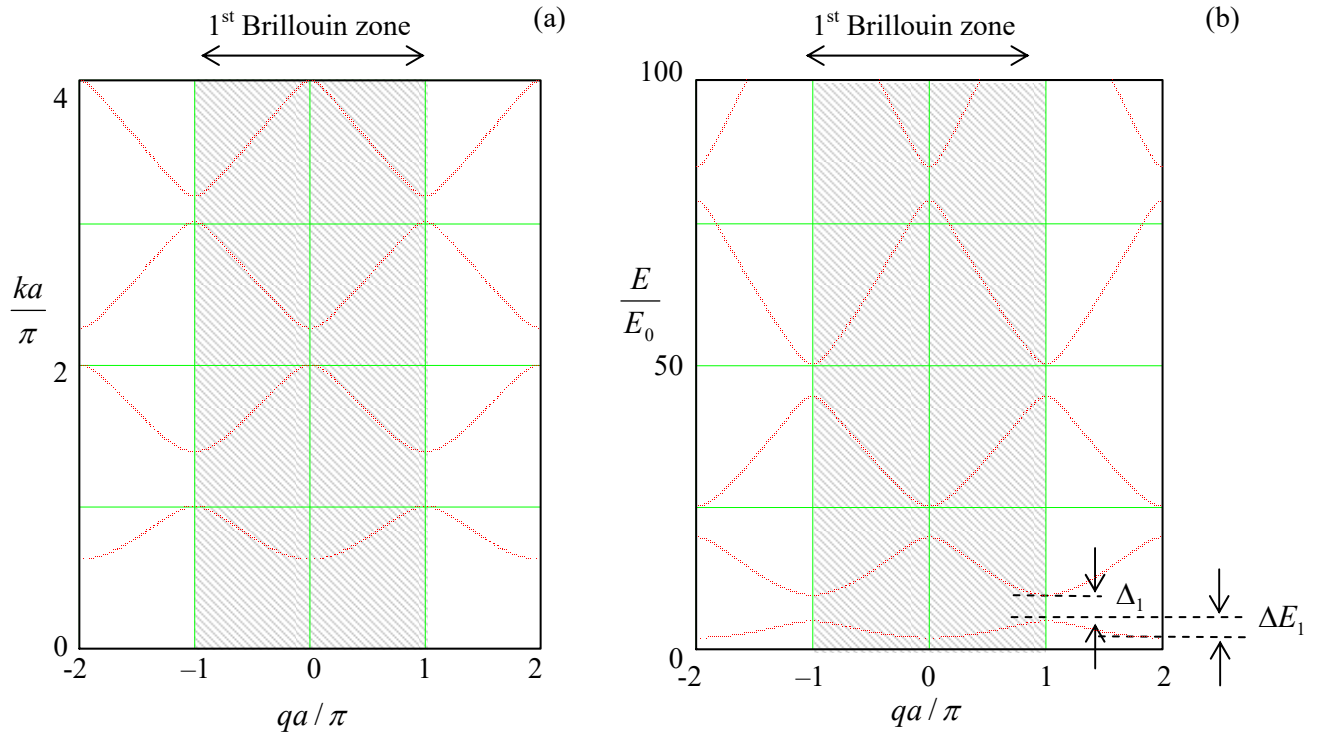 1st Brillouin zone
(a)
4
ka
π
2
0
-2
–1
0
1
2
qa / π
1st Brillouin zone
(b)
100
E
E0
50
Δ1
ΔE1
0
-2
–1
0
1
2
qa / π